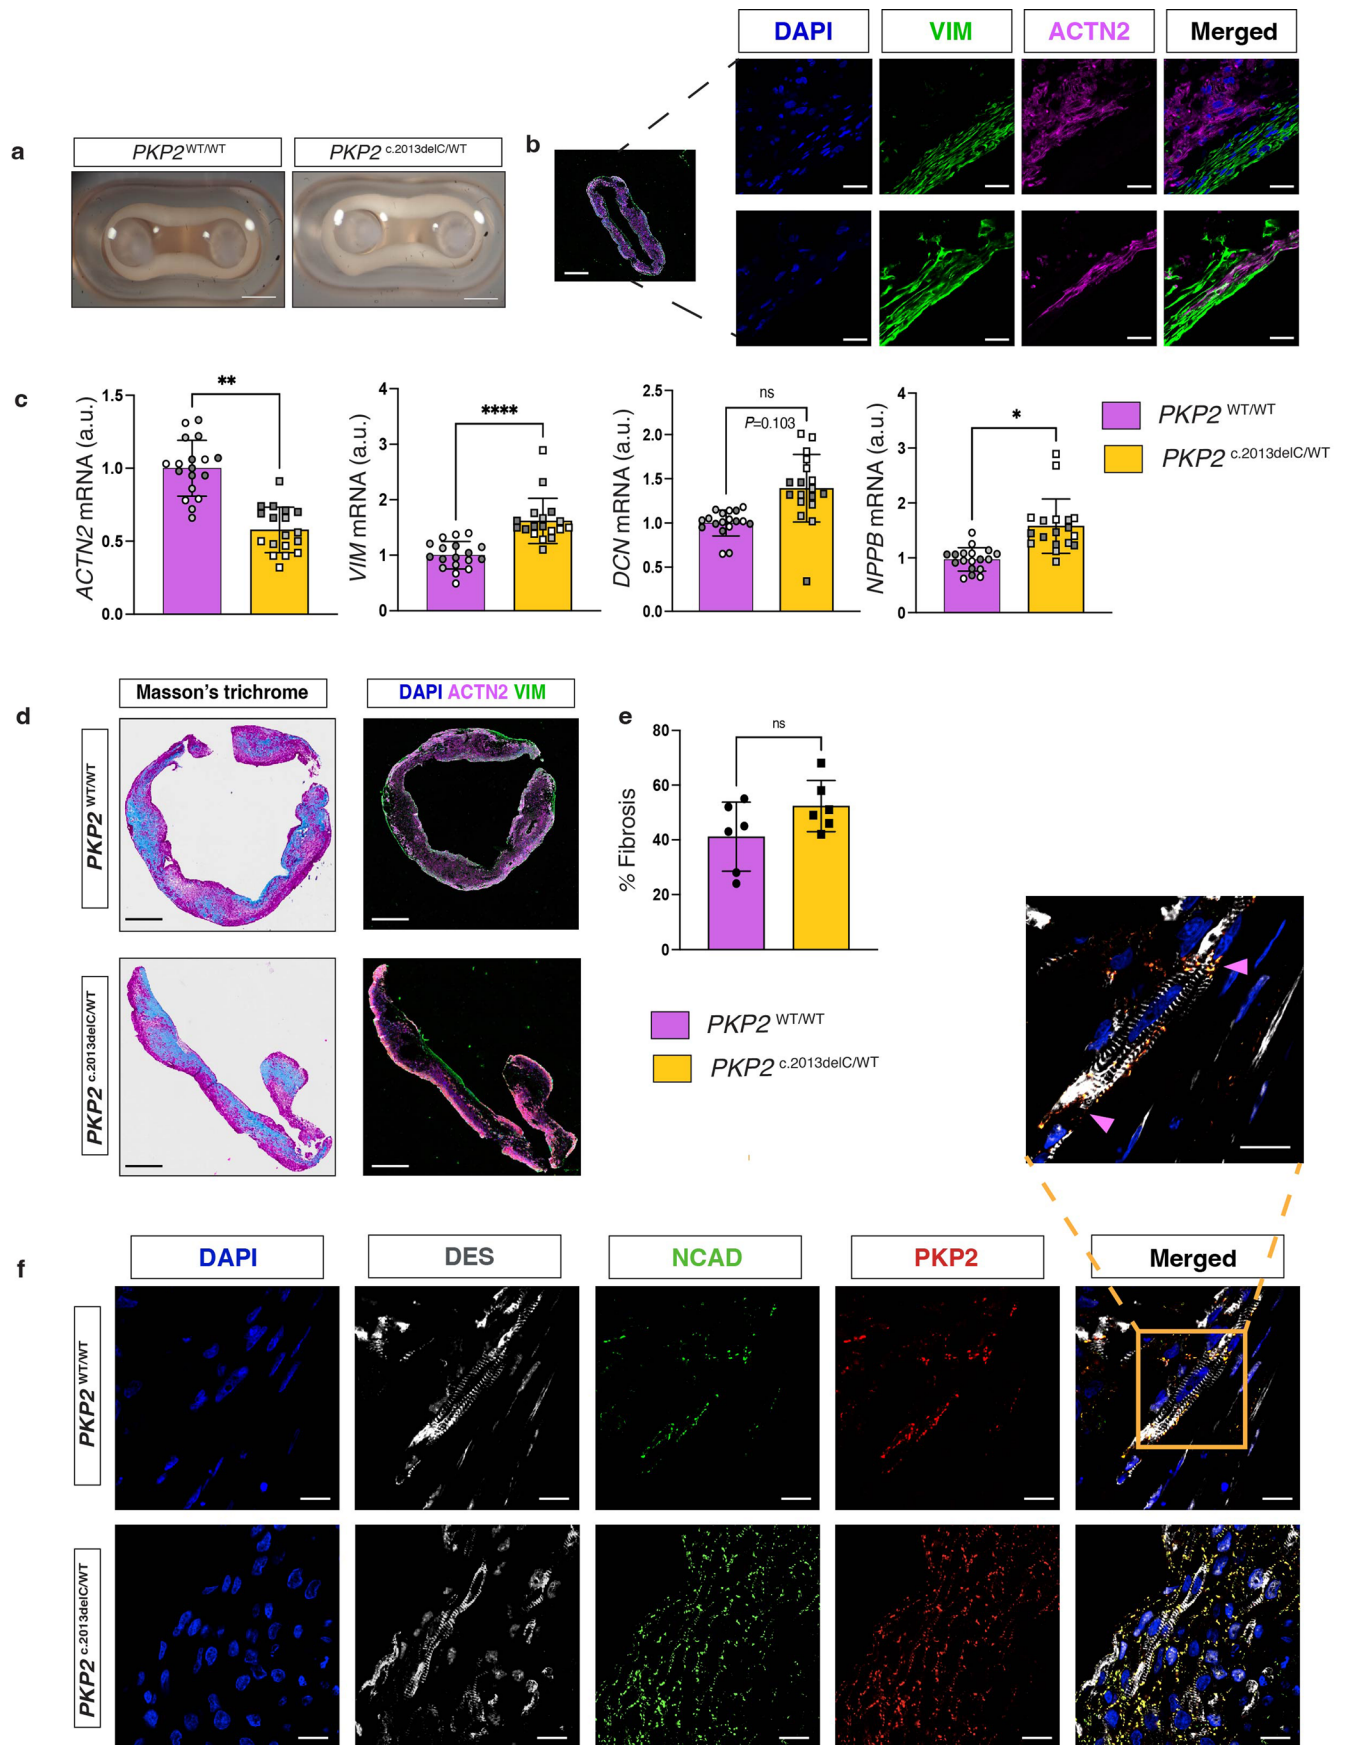 DAPI VIM ACTN2 Merged
a
PKP2 WT/WT PKP2 c.2013delC/WT
b
c
ACTN2 mRNA (a.u.)
1.5
1.0
0.5
0.0
**
VIM mRNA (a.u.)
4
3
2
1
0
****
DCN mRNA (a.u.)
2.5
2.0
1.5
1.0
0.5
0.0
ns
P=0.103
NPPB mRNA (a.u.)
4
3
2
1
0
*
PKP2 WT/WT
PKP2 c.2013delC/WT
d
Masson's trichrome DAPI ACTN2 VIM
PKP2 WT/WT
PKP2 c.2013delC/WT
e
% Fibrosis
80
60
40
20
0
ns
PKP2 WT/WT
PKP2 c.2013delC/WT
f
DAPI DES NCAD PKP2 Merged
PKP2 WT/WT
PKP2 c.2013delC/WT